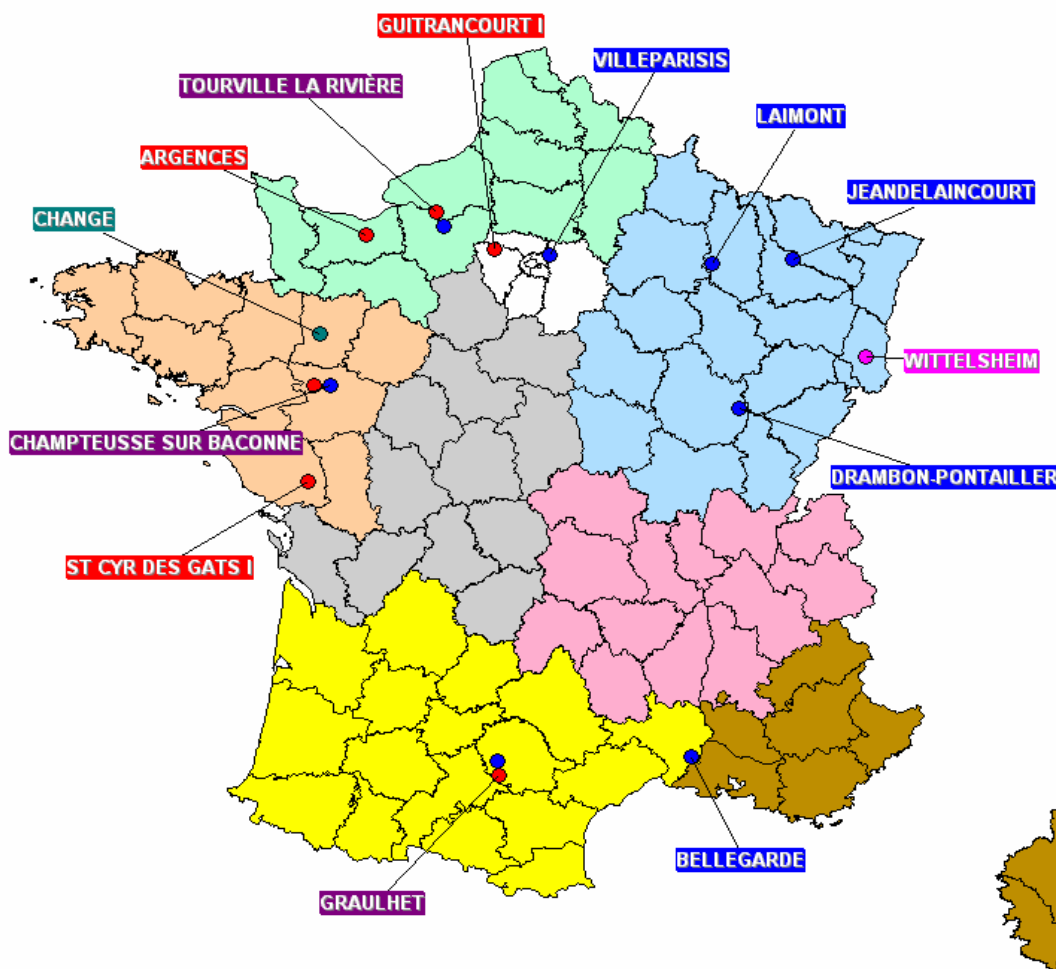 GUITRANCOURT I
VILLEPARISIS
TOURVILLE LA RIVIÈRE
LAIMONT
ARGENCES
JEANDELAINCOURT
CHANGE
WITTELSHEIM
CHAMPTEUSSE SUR BACONNE
DRAMBON-PONTAILLER
ST CYR DES GATS I
BELLEGARDE
GRAULHET